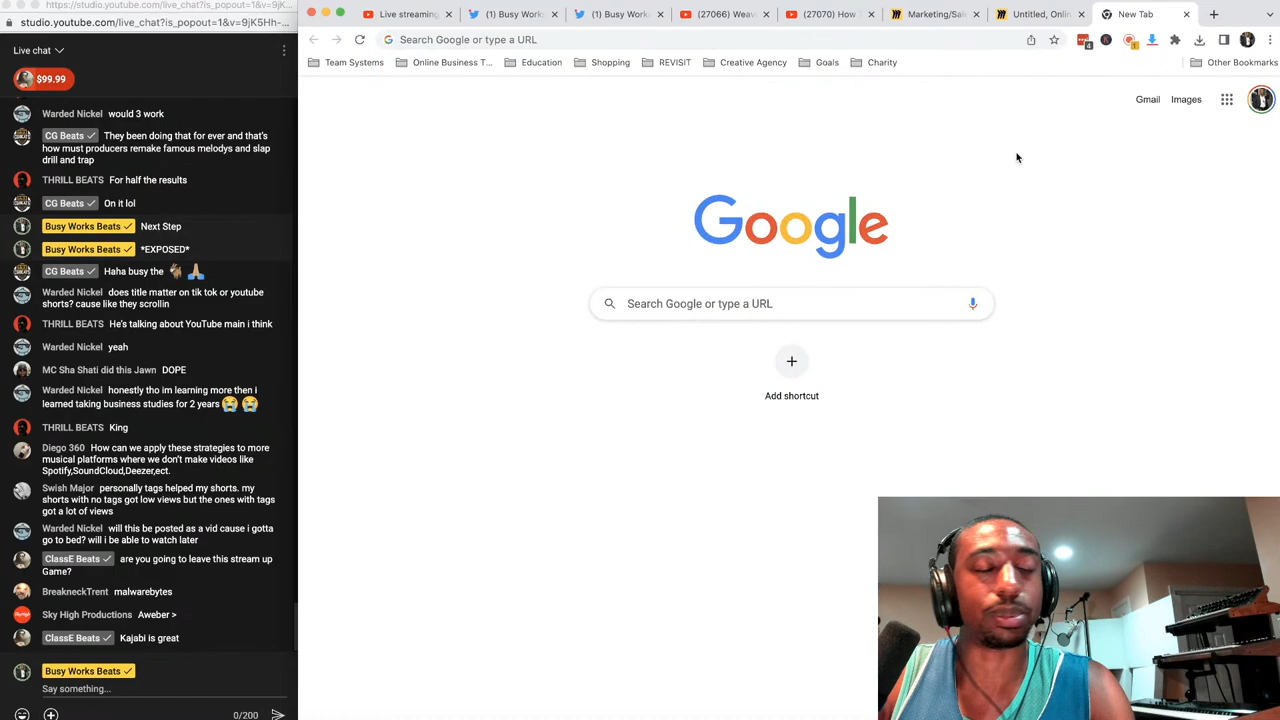 https://studio.youtube.com/live_chat?is_popout=1&v=9jK5Hh-
studio.youtube.com/live_chat?is_popout=1&v=9jK5Hh-...
Live chat
$99.99
Warded Nickel would 3 work
CG Beats They been doing that for ever and that's
how must producers remake famous melodys and slap
drill and trap
THRILL BEATS For half the results
CG Beats On it lol
Busy Works Beats Next Step
Busy Works Beats *EXPOSED*
CG Beats Haha busy the 🐐 🙏🏽
Warded Nickel does title matter on tik tok or youtube
shorts? cause like they scrollin
THRILL BEATS He's talking about YouTube main i think
Warded Nickel yeah
MC Sha Shati did this Jawn DOPE
Warded Nickel honestly tho im learning more then i
learned taking business studies for 2 years 😭 😭
THRILL BEATS King
Diego 360 How can we apply these strategies to more
musical platforms where we don't make videos like
Spotify,SoundCloud,Deezer,ect.
Swish Major personally tags helped my shorts. my
shorts with no tags got low views but the ones with tags
got a lot of views
Warded Nickel will this be posted as a vid cause i gotta
go to bed? will i be able to watch later
ClassE Beats are you going to leave this stream up
Game?
BreakneckTrent malwarebytes
Sky High Productions Aweber >
ClassE Beats Kajabi is great
Busy Works Beats
Say something...
0/200
Live streaming
(1) Busy Work
(1) Busy Work
(27066) Weav
(27070) How T
Marketing/Sale
Untitled, Onlin
New Tab
Search Google or type a URL
4
1
Team Systems
Online Business T...
Education
Shopping
REVISIT
Creative Agency
Goals
Charity
Other Bookmarks
Gmail Images
Google
Search Google or type a URL
Add shortcut